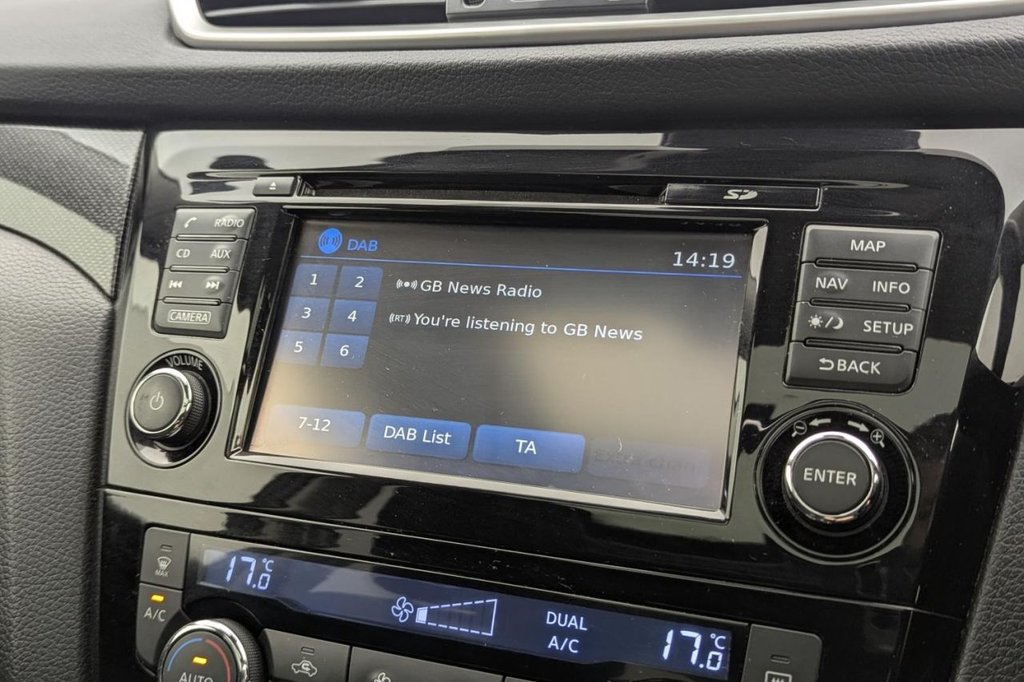 SD
RADIO
CD AUX
CAMERA
VOLUME
DAB
14:19
1 2
3 4
5 6
GB News Radio
(RT) You're listening to GB News
7-12
DAB List
TA
MAP
NAV INFO
SETUP
BACK
ENTER
MAX
A/C
17.0 °C
DUAL
A/C
17.0 °C
AUTO